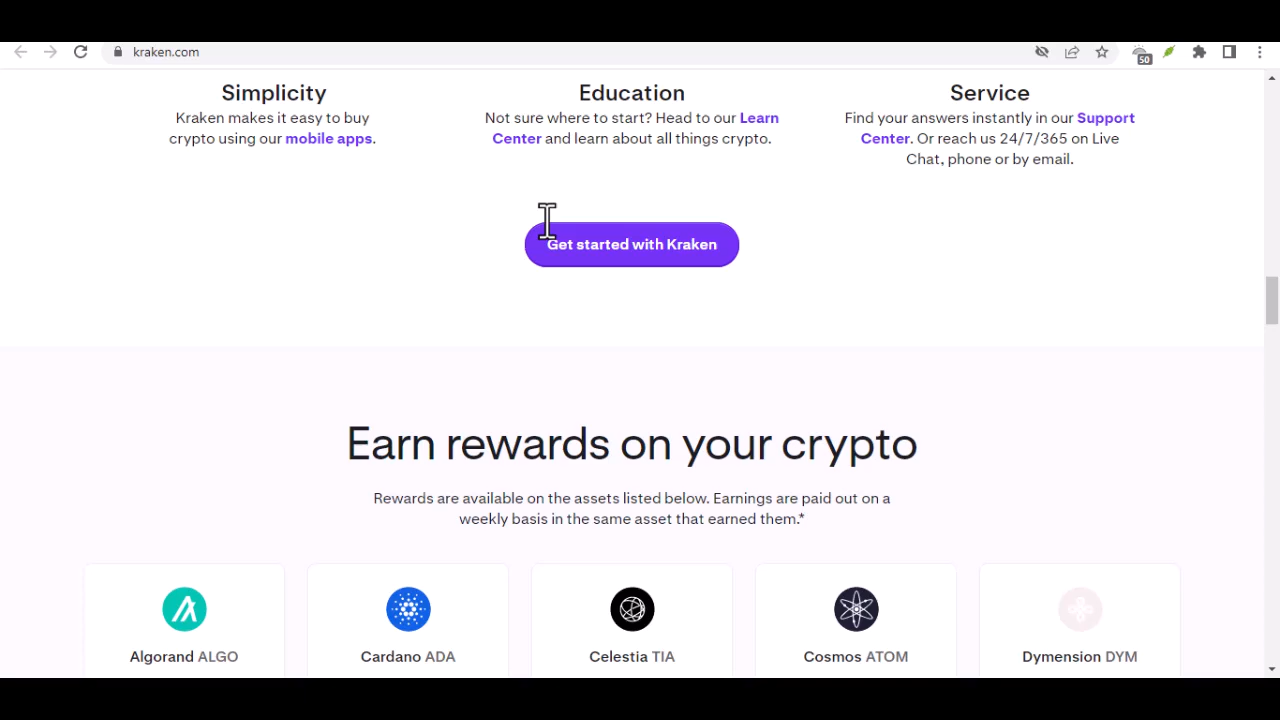 kraken.com
50
Simplicity
Kraken makes it easy to buy
crypto using our mobile apps.
Education
Not sure where to start? Head to our Learn
Center and learn about all things crypto.
Service
Find your answers instantly in our Support
Center. Or reach us 24/7/365 on Live
Chat, phone or by email.
Get started with Kraken
Earn rewards on your crypto
Rewards are available on the assets listed below. Earnings are paid out on a
weekly basis in the same asset that earned them.*
Algorand ALGO
Cardano ADA
Celestia TIA
Cosmos ATOM
Dymension DYM